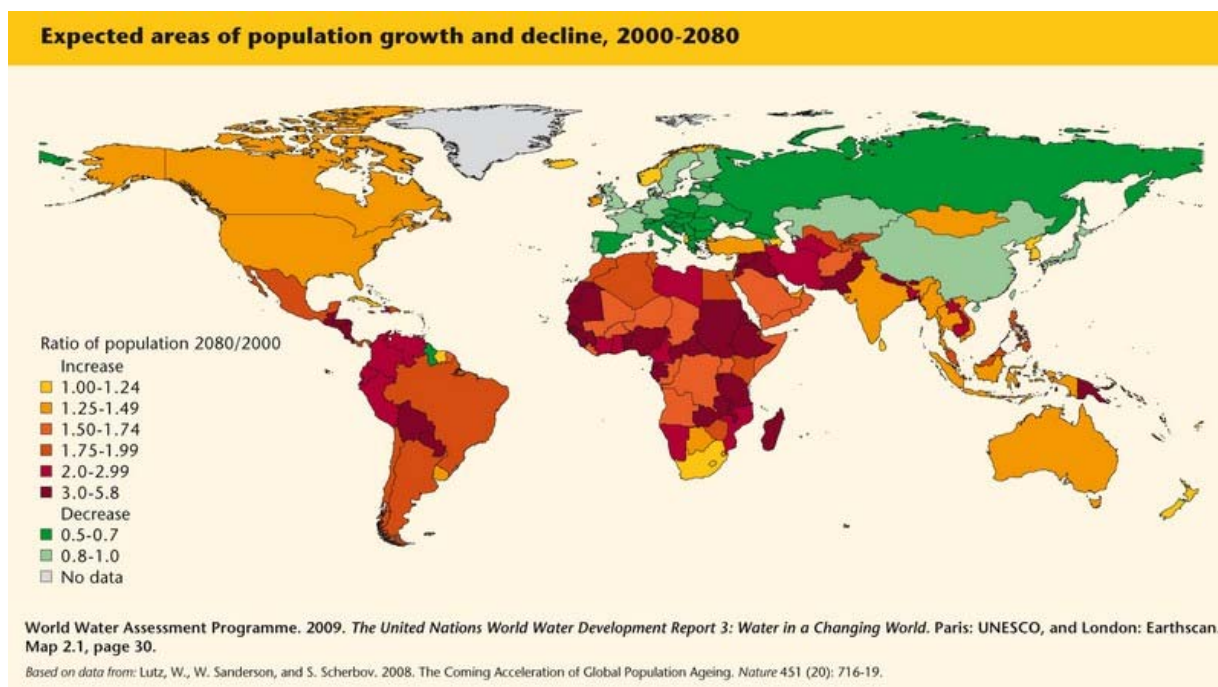 Expected areas of population growth and decline, 2000-2080
Ratio of population 2080/2000
Increase
1.00-1.24
1.25-1.49
1.50-1.74
1.75-1.99
2.0-2.99
3.0-5.8
Decrease
0.5-0.7
0.8-1.0
No data
World Water Assessment Programme. 2009. The United Nations World Water Development Report 3: Water in a Changing World. Paris: UNESCO, and London: Earthscan
Map 2.1, page 30.
Based on data from: Lutz, W., W. Sanderson, and S. Scherbov. 2008. The Coming Acceleration of Global Population Ageing. Nature 451 (20): 716-19.